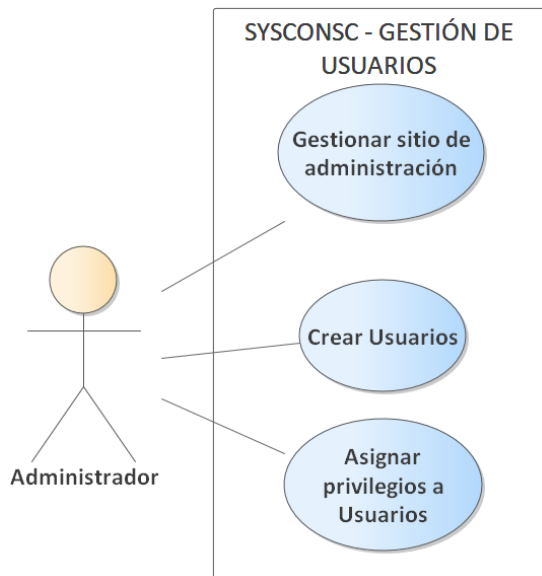 SYSCONSC - GESTIÓN DE
USUARIOS
Gestionar sitio de
administración
Crear Usuarios
Administrador
Asignar
privilegios a
Usuarios